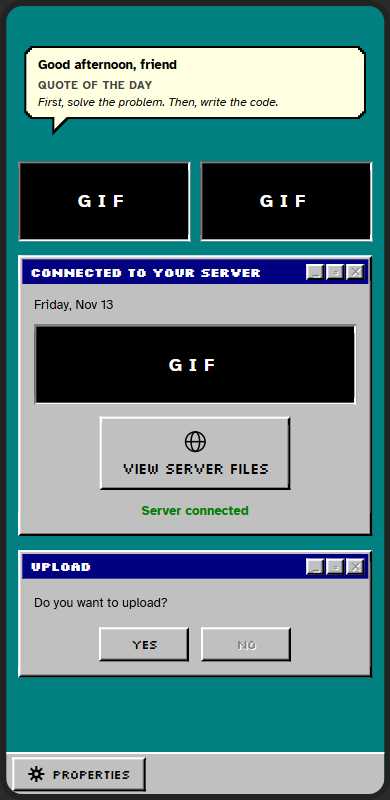 Good afternoon, friend
QUOTE OF THE DAY
First, solve the problem. Then, write the code.
GIF
GIF
CONNECTED TO YOUR SERVER
Friday, Nov 13
GIF
VIEW SERVER FILES
Server connected
UPLOAD
Do you want to upload?
YES
NO
PROPERTIES